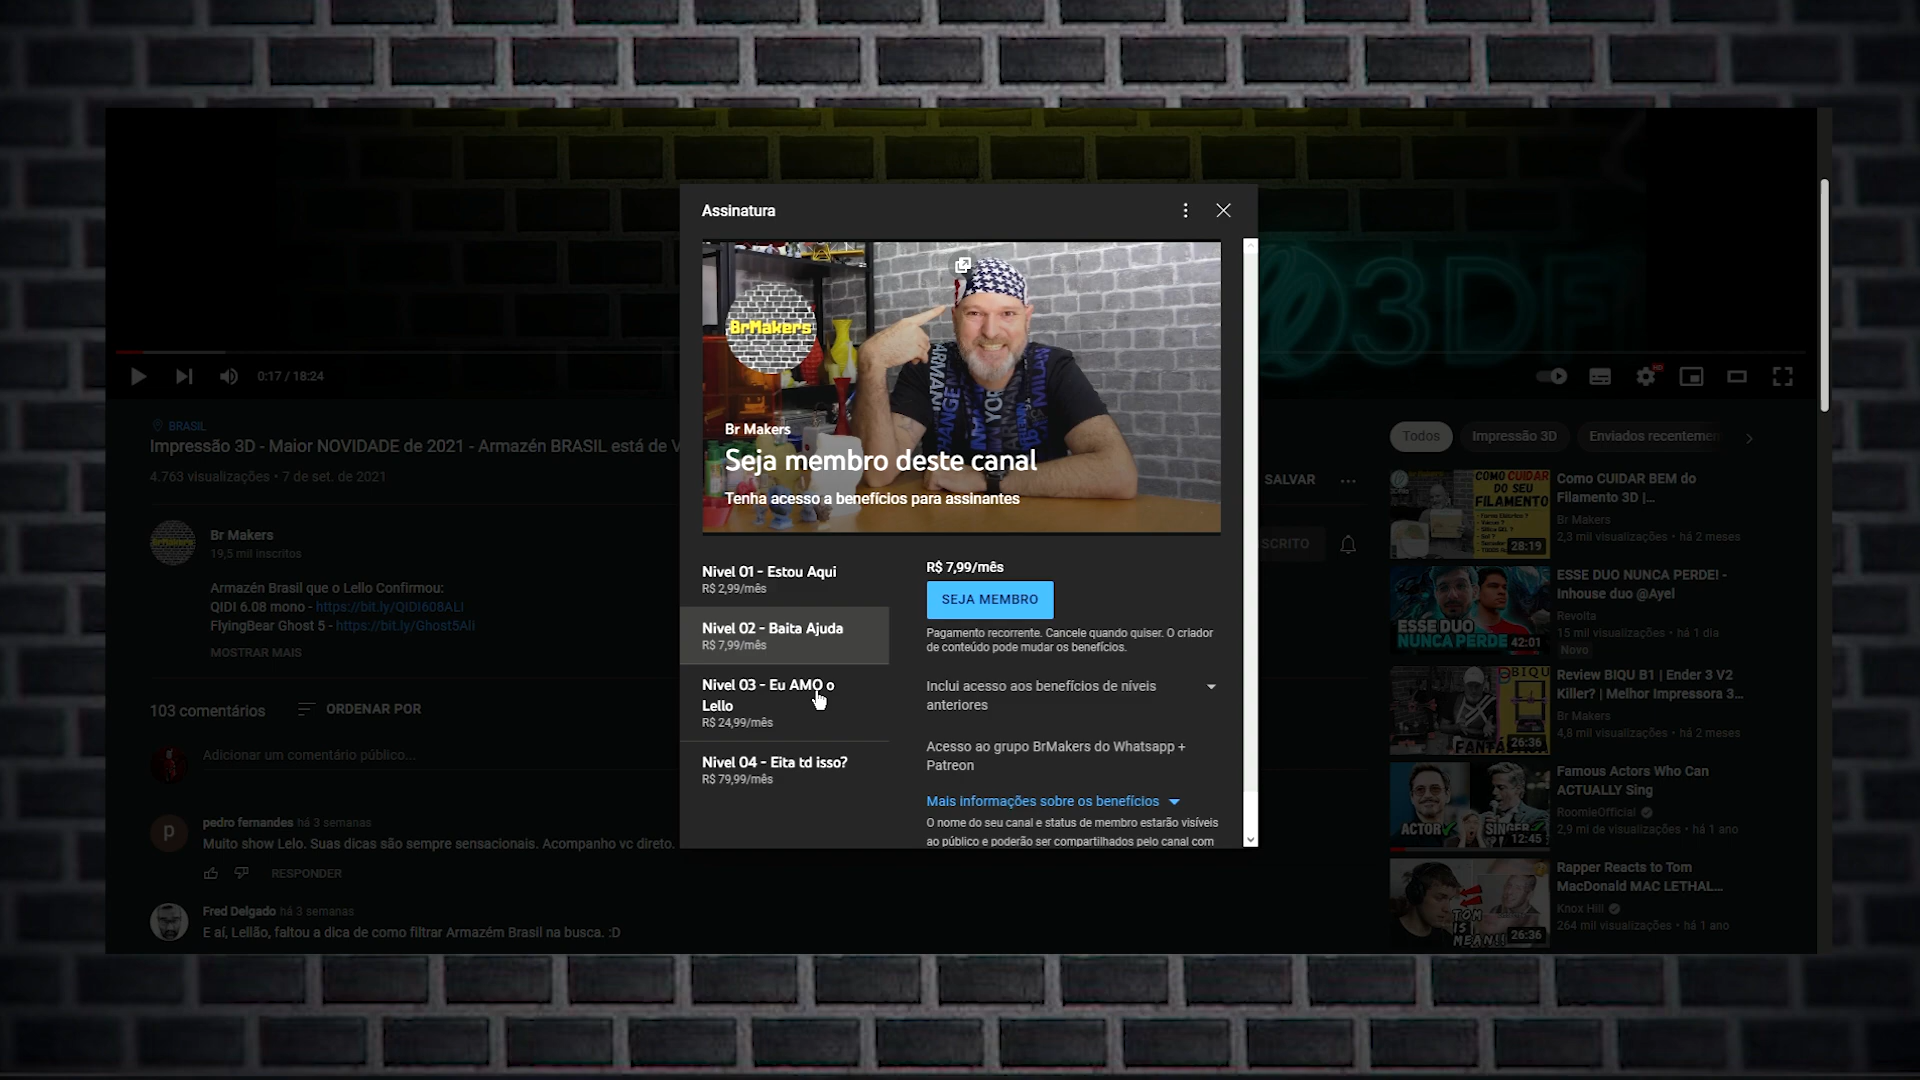 Assinatura
BrMakers
Br Makers
Seja membro deste canal
Tenha acesso a benefícios para assinantes
Nivel 01 - Estou Aqui
R$ 2,99/mês
Nivel 02 - Baita Ajuda
R$ 7,99/mês
Nivel 03 - Eu AMO o
Lello
R$ 24,99/mês
Nivel 04 - Eita td isso?
R$ 79,99/mês
R$ 7,99/mês
SEJA MEMBRO
Pagamento recorrente. Cancele quando quiser. O criador
de conteúdo pode mudar os benefícios.
Inclui acesso aos benefícios de níveis
anteriores
Acesso ao grupo BrMakers do Whatsapp +
Patreon
Mais informações sobre os benefícios
O nome do seu canal e status de membro estarão visíveis
ao público e poderão ser compartilhados pelo canal com
0:17 / 18:24
BRASIL
Impressão 3D - Maior NOVIDADE de 2021 - Armazén BRASIL está de V
4.763 visualizações • 7 de set. de 2021
SALVAR
SCRITO
Br Makers
19,5 mil inscritos
Armazén Brasil que o Lello Confirmou:
QIDI 6.08 mono - https://bit.ly/QIDI608ALI
FlyingBear Ghost 5 - https://bit.ly/Ghost5Ali
MOSTRAR MAIS
103 comentários
ORDENAR POR
Adicionar um comentário público...
p
pedro fernandes há 3 semanas
Muito show Lelo. Suas dicas são sempre sensacionais. Acompanho vc direto.
RESPONDER
Fred Delgado há 3 semanas
E aí, Lellão, faltou a dica de como filtrar Armazém Brasil na busca. :D
Todos
Impressão 3D
Enviados recentemen
COMO CUIDAR
DO SEU
FILAMENTO
28:19
Como CUIDAR BEM do
Filamento 3D |...
Br Makers
2,3 mil visualizações • há 2 meses
ESSE DUO
NUNCA PERDE
42:01
ESSE DUO NUNCA PERDE! -
Inhouse duo @Ayel
Revolta
15 mil visualizações • há 1 dia
Novo
BIQU
FANTÁS
26:36
Review BIQU B1 | Ender 3 V2
Killer? | Melhor Impressora 3...
Br Makers
4,8 mil visualizações • há 2 meses
ACTOR
SINGER
12:45
Famous Actors Who Can
ACTUALLY Sing
RoomieOfficial
2,9 mi de visualizações • há 1 ano
TOM
IS
MEAN!!
26:36
Rapper Reacts to Tom
MacDonald MAC LETHAL...
Knox Hill
264 mil visualizações • há 1 ano